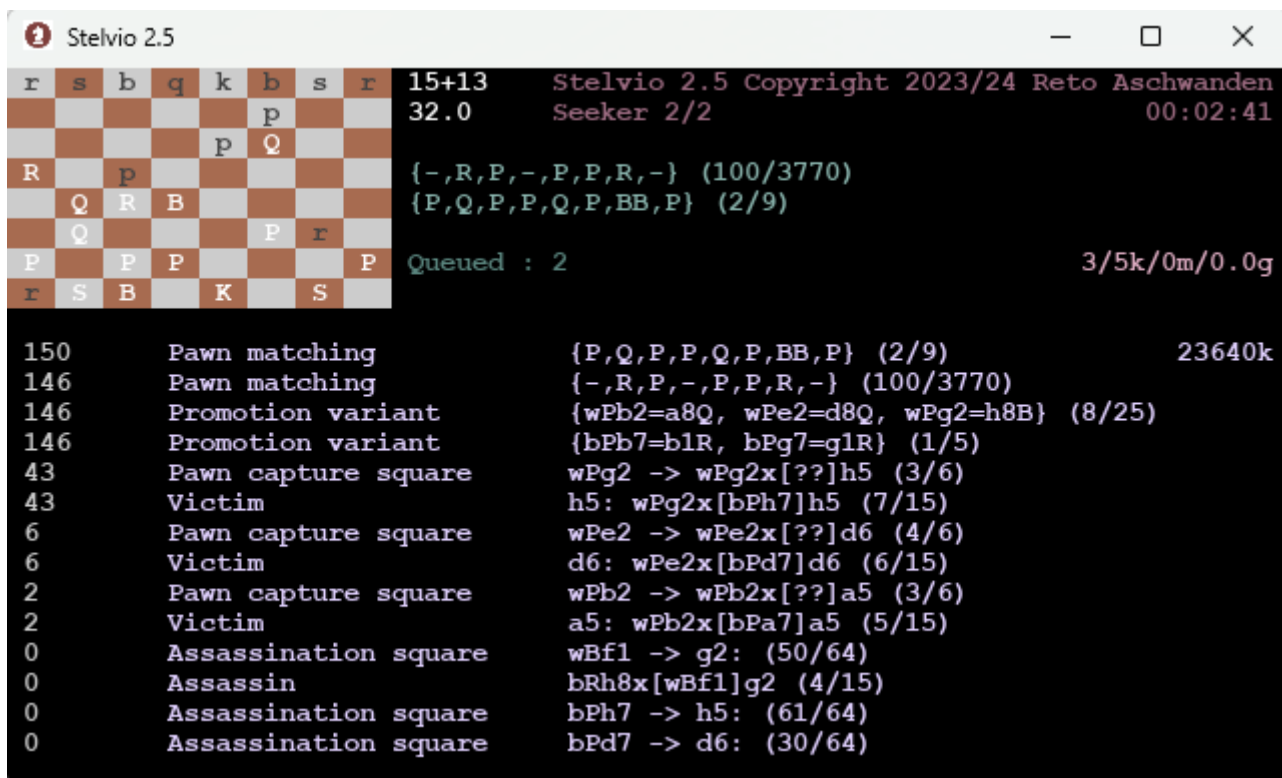 Stelvio 2.5
r s b q k b s r 15+13 Stelvio 2.5 Copyright 2023/24 Reto Aschwanden
p 32.0 Seeker 2/2 00:02:41
p Q
R p {-,R,P,-,P,P,R,-} (100/3770)
Q R B {P,Q,P,P,Q,P,BB,P} (2/9)
Q P r
P P P P Queued : 2 3/5k/0m/0.0g
r S B K S
150 Pawn matching {P,Q,P,P,Q,P,BB,P} (2/9) 23640k
146 Pawn matching {-,R,P,-,P,P,R,-} (100/3770)
146 Promotion variant {wPb2=a8Q, wPe2=d8Q, wPg2=h8B} (8/25)
146 Promotion variant {bPb7=b1R, bPg7=g1R} (1/5)
43 Pawn capture square wPg2 -> wPg2x[??]h5 (3/6)
43 Victim h5: wPg2x[bPh7]h5 (7/15)
6 Pawn capture square wPe2 -> wPe2x[??]d6 (4/6)
6 Victim d6: wPe2x[bPd7]d6 (6/15)
2 Pawn capture square wPb2 -> wPb2x[??]a5 (3/6)
2 Victim a5: wPb2x[bPa7]a5 (5/15)
0 Assassination square wBf1 -> g2: (50/64)
0 Assassin bRh8x[wBf1]g2 (4/15)
0 Assassination square bPh7 -> h5: (61/64)
0 Assassination square bPd7 -> d6: (30/64)